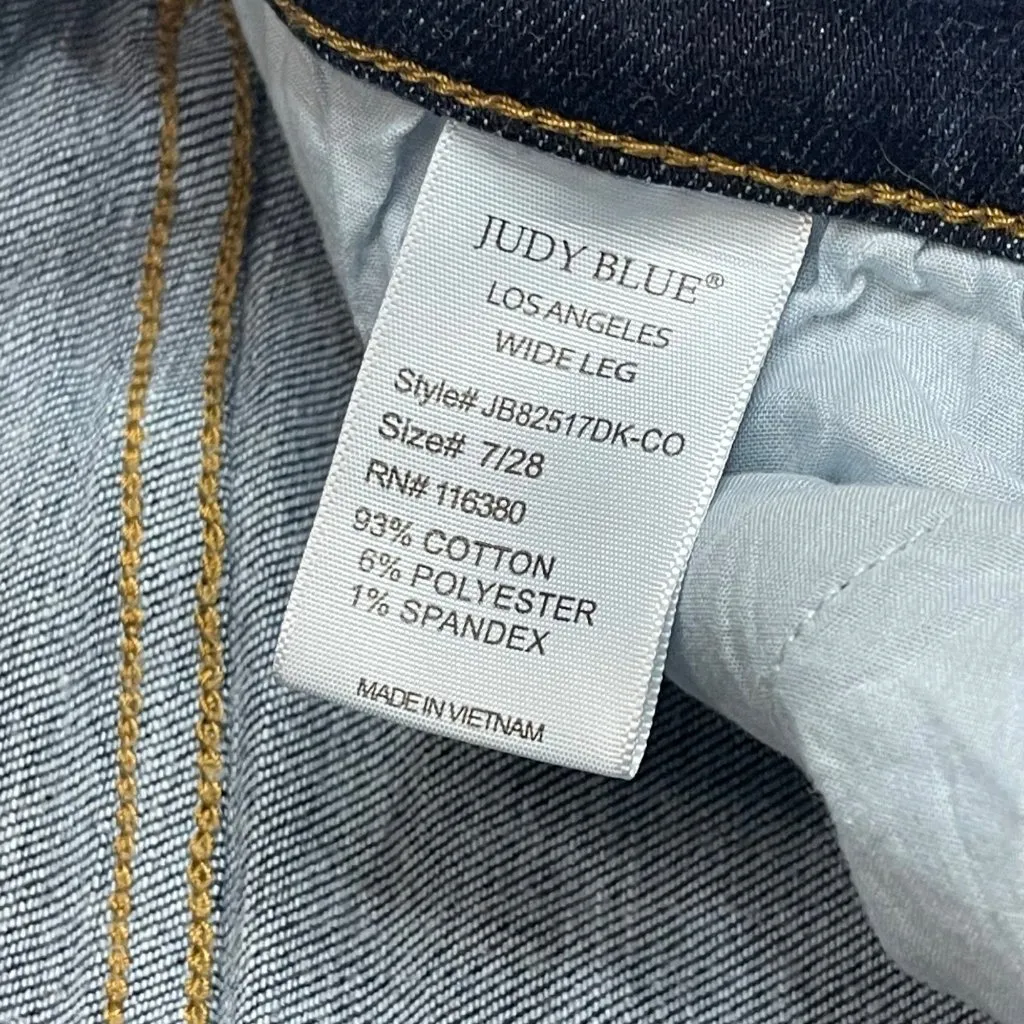 JUDY BLUE®
LOS ANGELES
WIDE LEG
Style# JB82517DK-CO
Size# 7/28
RN# 116380
93% COTTON
6% POLYESTER
1% SPANDEX
MADE IN VIETNAM